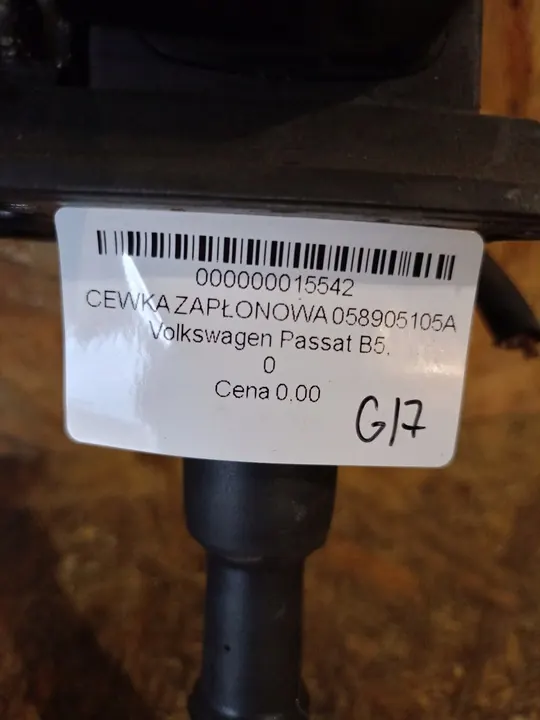 000000015542
CEWKA ZAPŁONOWA 058905105A
Volkswagen Passat B5,
0
Cena 0.00
G17